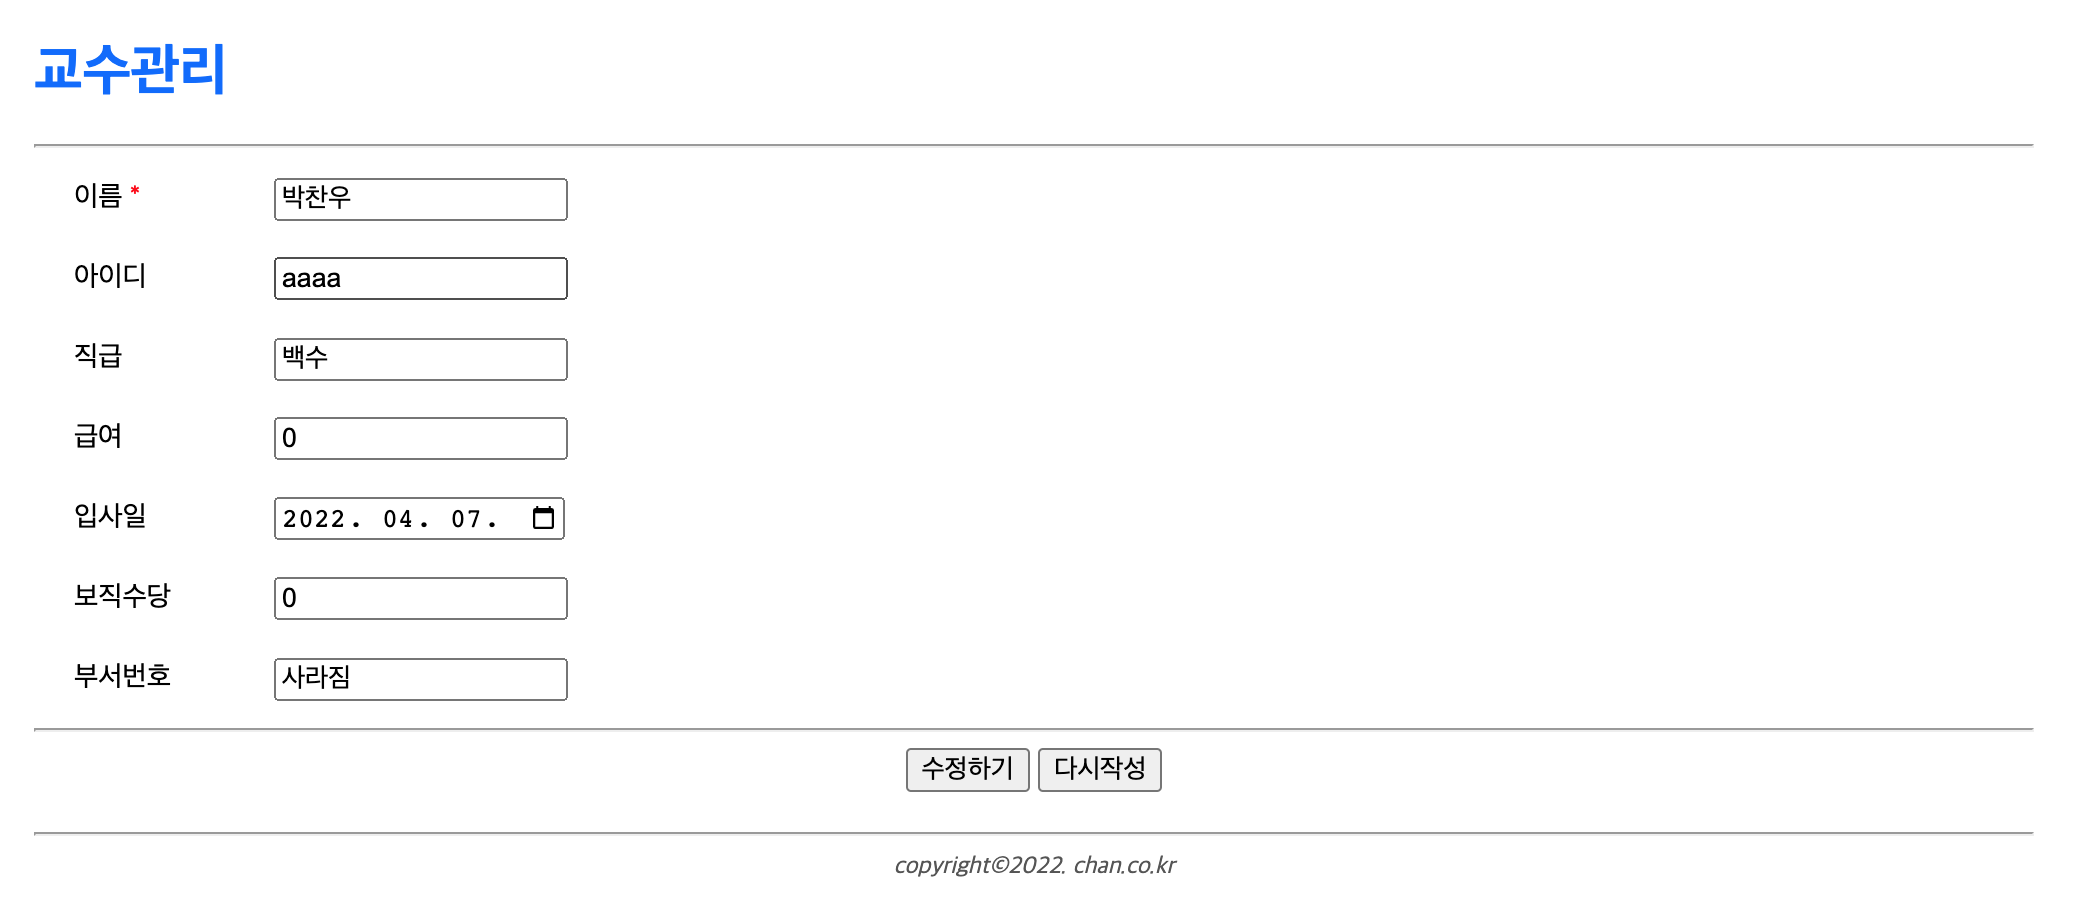 교수관리
이름 * 박찬우
아이디 aaaa
직급 백수
급여 0
입사일 2022. 04. 07.
보직수당 0
부서번호 사라짐
수정하기 다시작성
copyright©2022. chan.co.kr